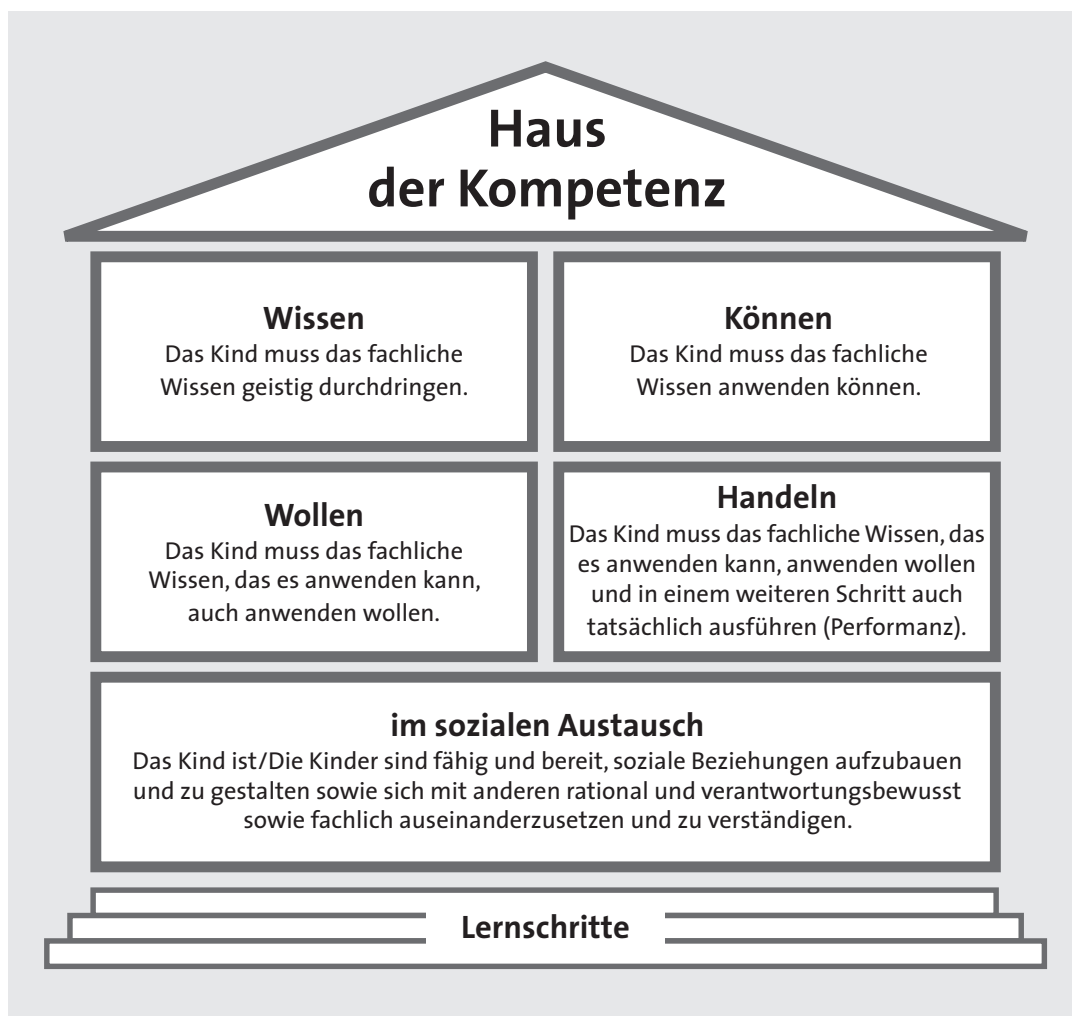 Haus
der Kompetenz
Wissen
Das Kind muss das fachliche
Wissen geistig durchdringen.
Können
Das Kind muss das fachliche
Wissen anwenden können.
Wollen
Das Kind muss das fachliche
Wissen, das es anwenden kann,
auch anwenden wollen.
Handeln
Das Kind muss das fachliche Wissen, das
es anwenden kann, anwenden wollen
und in einem weiteren Schritt auch
tatsächlich ausführen (Performanz).
im sozialen Austausch
Das Kind ist/Die Kinder sind fähig und bereit, soziale Beziehungen aufzubauen
und zu gestalten sowie sich mit anderen rational und verantwortungsbewusst
sowie fachlich auseinanderzusetzen und zu verständigen.
Lernschritte